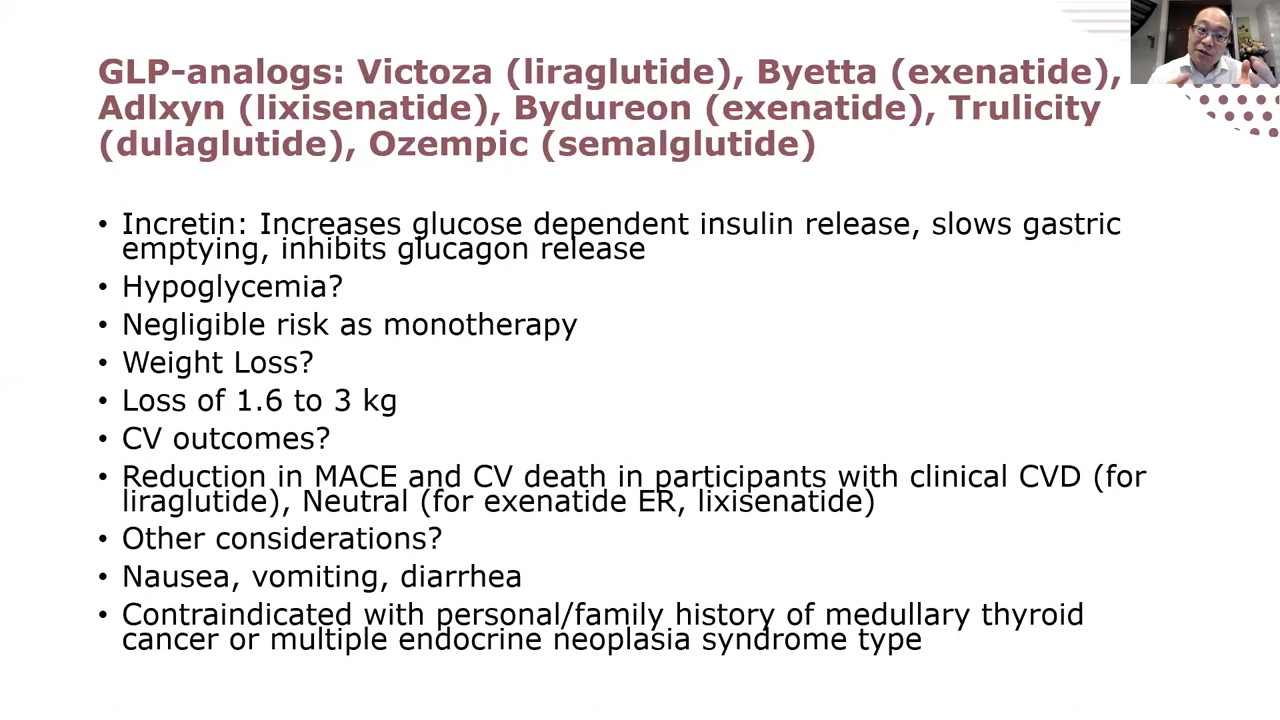 GLP-analogs: Victoza (liraglutide), Byetta (exenatide),
Adlxyn (lixisenatide), Bydureon (exenatide), Trulicity
(dulaglutide), Ozempic (semalglutide)
• Incretin: Increases glucose dependent insulin release, slows gastric
emptying, inhibits glucagon release
• Hypoglycemia?
• Negligible risk as monotherapy
• Weight Loss?
• Loss of 1.6 to 3 kg
• CV outcomes?
• Reduction in MACE and CV death in participants with clinical CVD (for
liraglutide), Neutral (for exenatide ER, lixisenatide)
• Other considerations?
• Nausea, vomiting, diarrhea
• Contraindicated with personal/family history of medullary thyroid
cancer or multiple endocrine neoplasia syndrome type